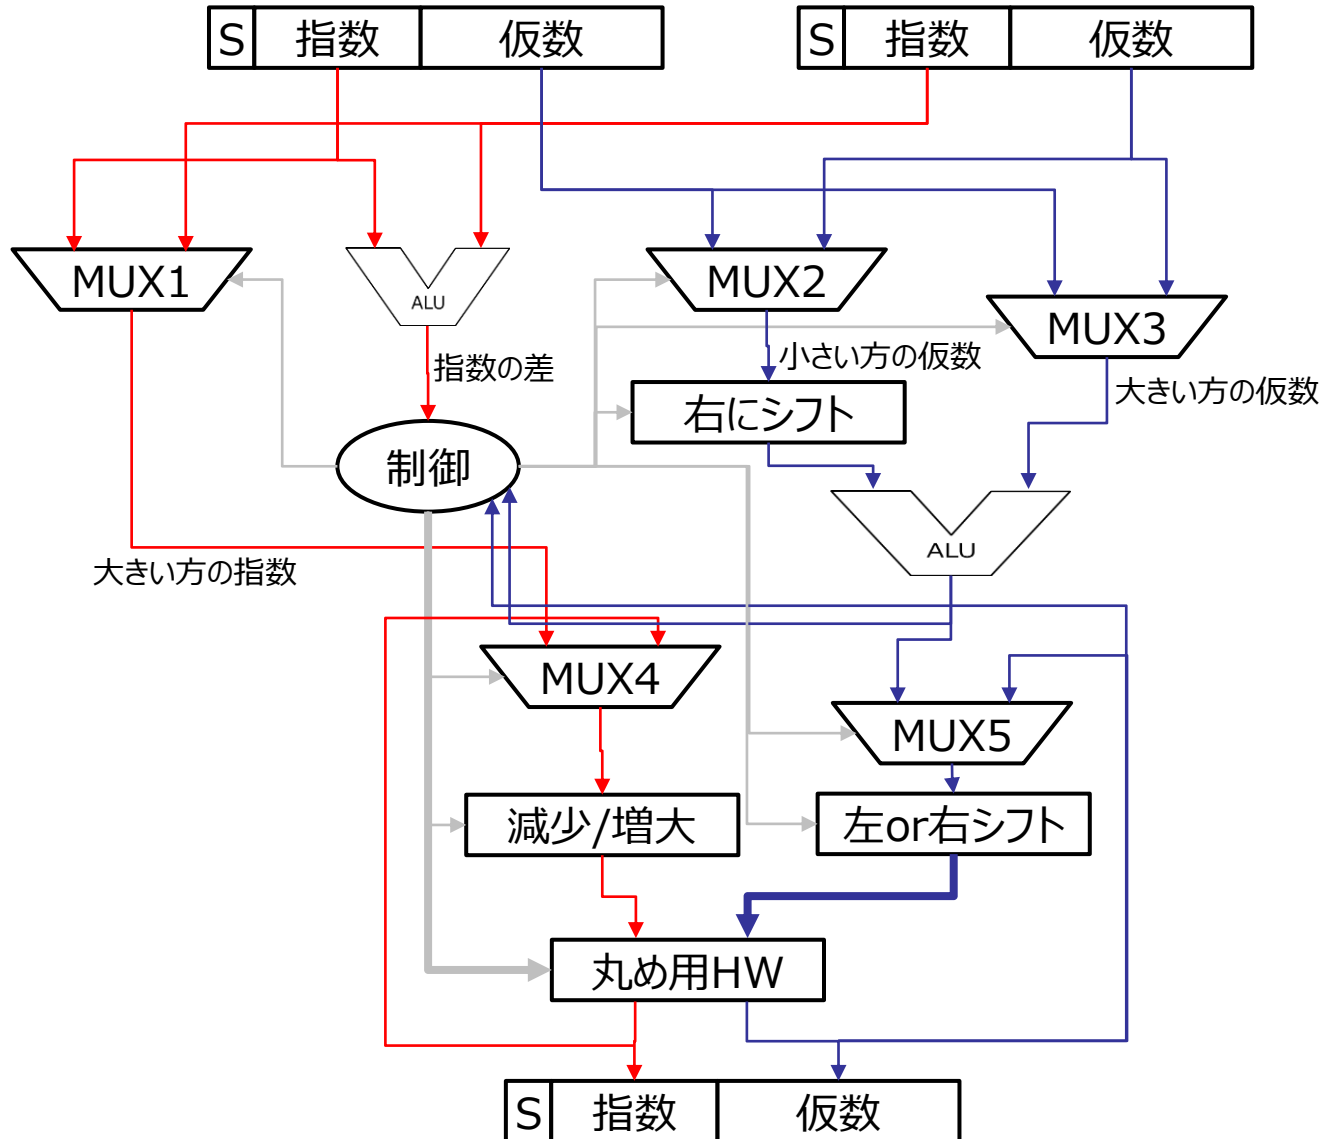 S 指数 仮数
S 指数 仮数
MUX1
ALU
MUX2
MUX3
指数の差
小さい方の仮数
大きい方の仮数
右にシフト
制御
ALU
大きい方の指数
MUX4
MUX5
減少/増大
左or右シフト
丸め用HW
S 指数 仮数